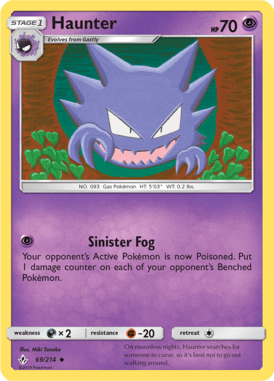 STAGE 1 Haunter HP70
Evolves from Gastly
NO. 093 Gas Pokémon HT: 5'03" WT: 0.2 lbs.
Sinister Fog
Your opponent's Active Pokémon is now Poisoned. Put
1 damage counter on each of your opponent's Benched
Pokémon.
weakness ×2 resistance -20 retreat
Illus. Miki Tanaka
69/214
©2019 Pokémon
On moonless nights, Haunter searches for
someone to curse, so it's best not to go out
walking around.